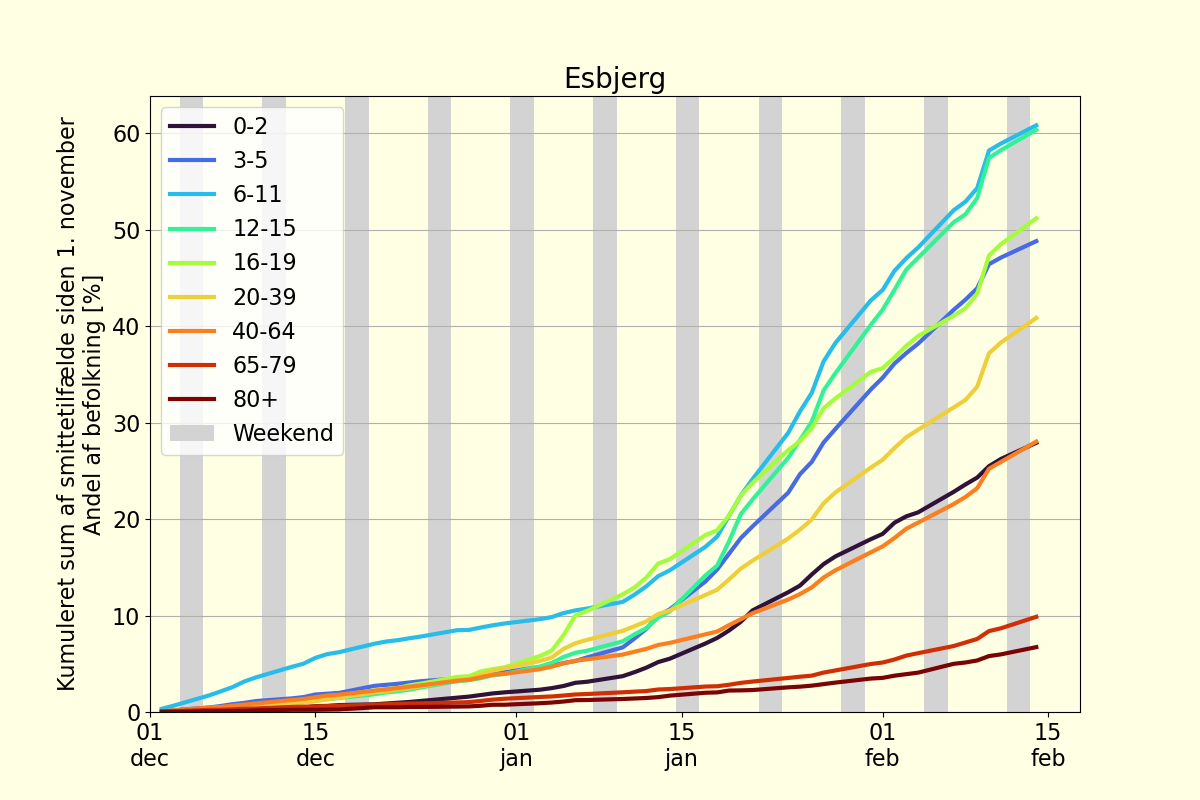 Esbjerg
Kumuleret sum af smittetilfælde siden 1. november
Andel af befolkning [%]
60
50
40
30
20
10
0
0-2
3-5
6-11
12-15
16-19
20-39
40-64
65-79
80+
Weekend
01
dec
15
dec
01
jan
15
jan
01
feb
15
feb